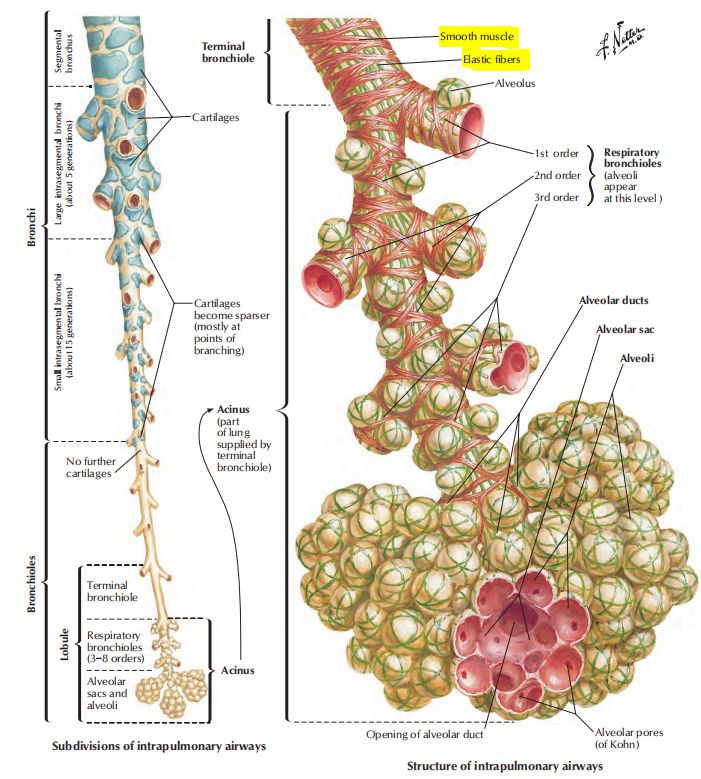 Segmental
bronchus
Large intrasegmental bronchi
(about 5 generations)
Small intrasegmental bronchi
(about 15 generations)
Bronchi
Bronchioles
Lobule
Cartilages
Cartilages
become sparser
(mostly at
points of
branching)
No further
cartilages
Terminal
bronchiole
Respiratory
bronchioles
(3–8 orders)
Alveolar
sacs and
alveoli
Acinus
Subdivisions of intrapulmonary airways
Terminal
bronchiole
Smooth muscle
Elastic fibers
Alveolus
1st order
2nd order
3rd order
Respiratory
bronchioles
(alveoli
appear
at this level)
Acinus
(part
of lung
supplied by
terminal
bronchiole)
Alveolar ducts
Alveolar sac
Alveoli
Opening of alveolar duct
Alveolar pores
(of Kohn)
Structure of intrapulmonary airways
F. Netter
M.D.